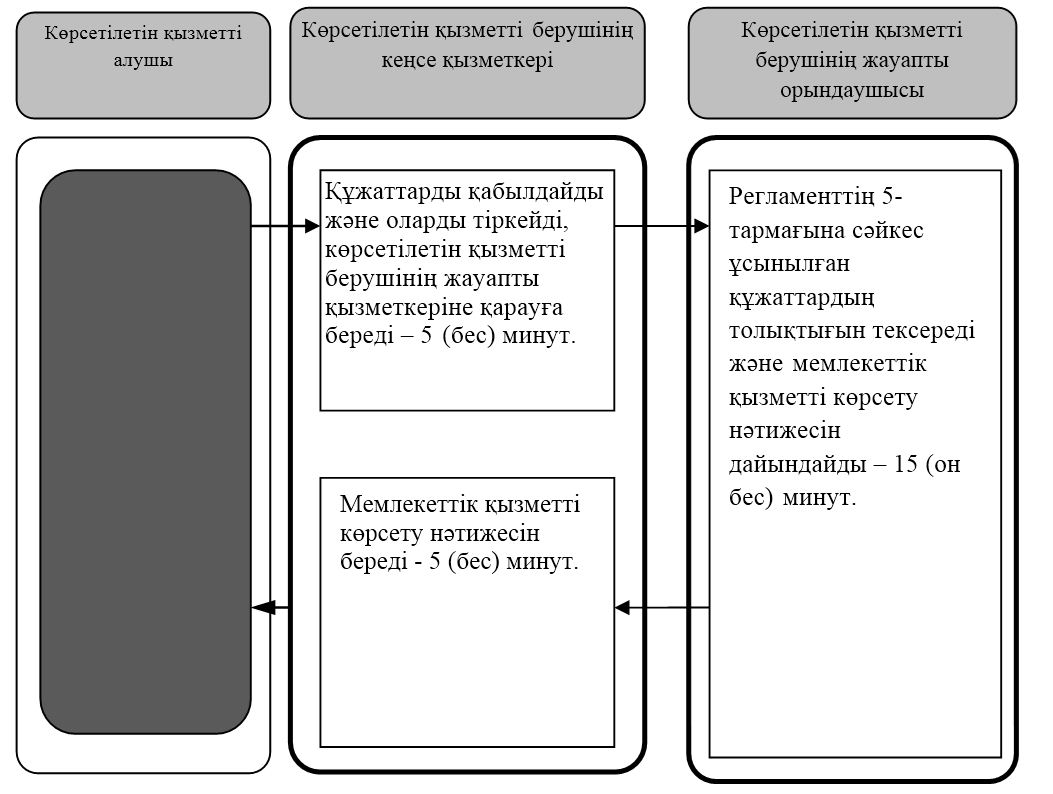 Көрсетілетін қызметті
алушы
Көрсетілетін қызметті берушінің
кеңсе қызметкері
Көрсетілетін қызметті
берушінің жауапты
орындаушысы
Құжаттарды қабылдайды
және оларды тіркейді,
көрсетілетін қызметті
берушінің жауапты
қызметкеріне қарауға
береді – 5 (бес) минут.
Мемлекеттік қызметті
көрсету нәтижесін
береді - 5 (бес) минут.
Регламенттің 5-
тармағына сәйкес
ұсынылған
құжаттардың
толықтығын тексереді
және мемлекеттік
қызметті көрсету
нәтижесін
дайындайды – 15 (он
бес) минут.